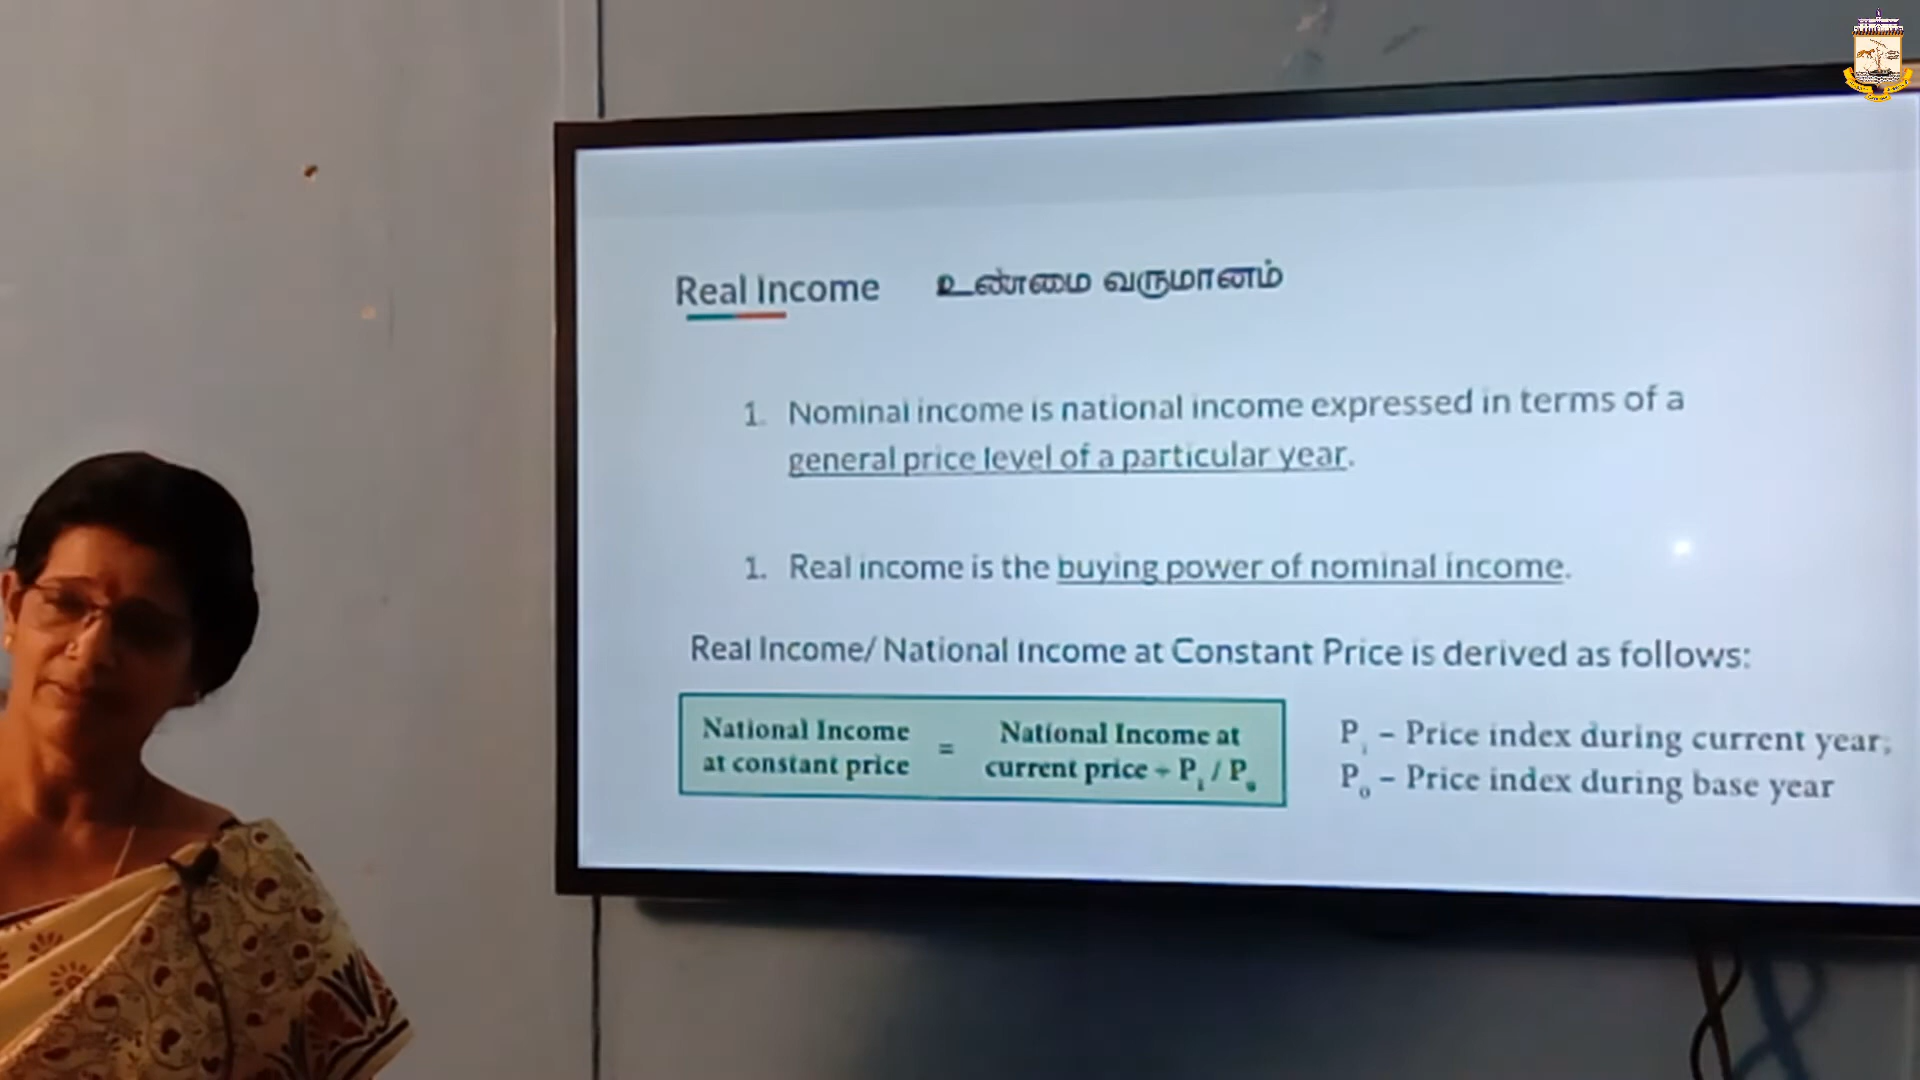 Real Income உண்மை வருமானம்
1. Nominal income is national income expressed in terms of a
general price level of a particular year.
1. Real income is the buying power of nominal income.
Real Income/ National Income at Constant Price is derived as follows:
National Income
at constant price
=
National Income at
current price ÷ P₁ / P₀
P₁ – Price index during current year;
P₀ – Price index during base year